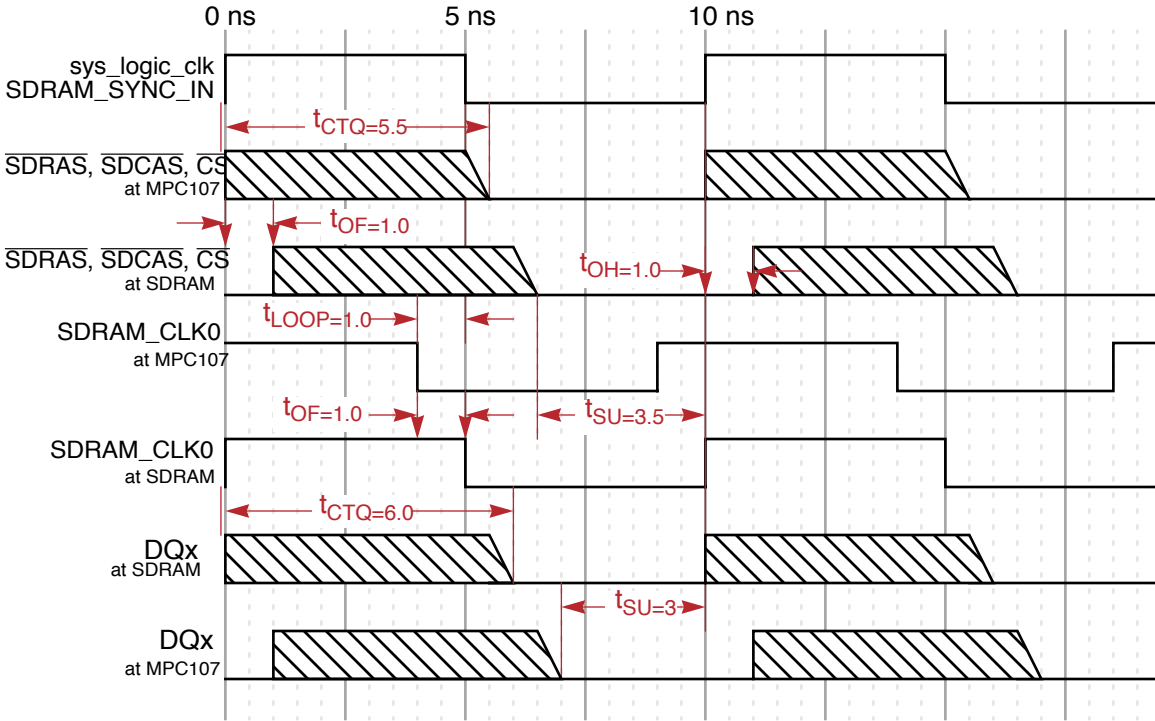 0 ns 5 ns 10 ns
sys_logic_clk
SDRAM_SYNC_IN
tCTQ=5.5
SDRAS, SDCAS, CS
at MPC107
tOF=1.0
SDRAS, SDCAS, CS
at SDRAM
tOH=1.0
tLOOP=1.0
SDRAM_CLK0
at MPC107
tOF=1.0
tSU=3.5
SDRAM_CLK0
at SDRAM
tCTQ=6.0
DQx
at SDRAM
tSU=3
DQx
at MPC107